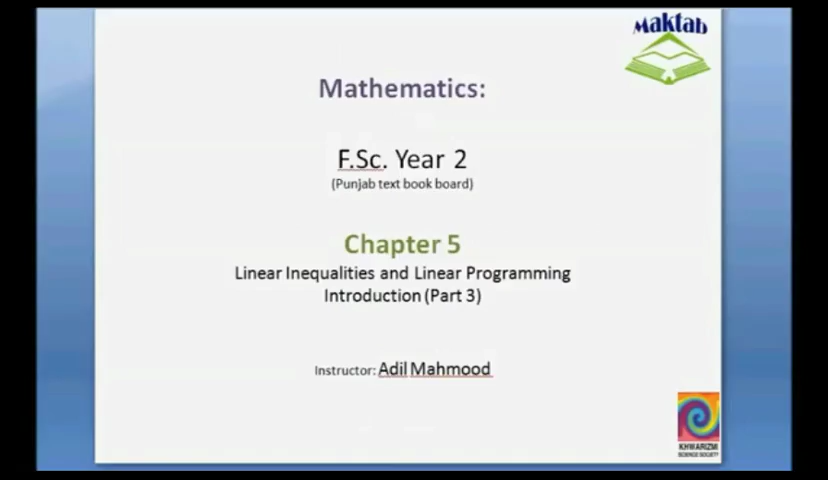 Maktab
Mathematics:
F.Sc. Year 2
(Punjab text book board)
Chapter 5
Linear Inequalities and Linear Programming
Introduction (Part 3)
Instructor: Adil Mahmood
KHWARIZMI
SCIENCE SOCIETY